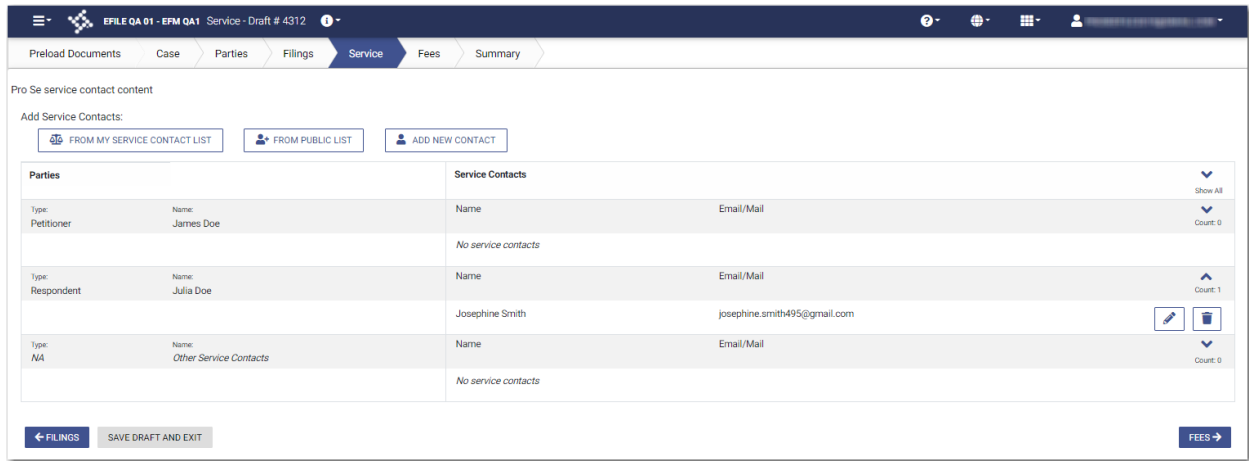 EFILE QA 01 - EFM QA1 Service - Draft # 4312
Preload Documents Case Parties Filings Service Fees Summary
Pro Se service contact content
Add Service Contacts:
FROM MY SERVICE CONTACT LIST FROM PUBLIC LIST ADD NEW CONTACT
Parties Service Contacts
Show All
Type: Name: Name Email/Mail
Petitioner James Doe Count: 0
No service contacts
Type: Name: Name Email/Mail
Respondent Julia Doe Count: 1
Josephine Smith josephine.smith495@gmail.com
Type: Name: Name Email/Mail
NA Other Service Contacts Count: 0
No service contacts
FILINGS SAVE DRAFT AND EXIT FEES